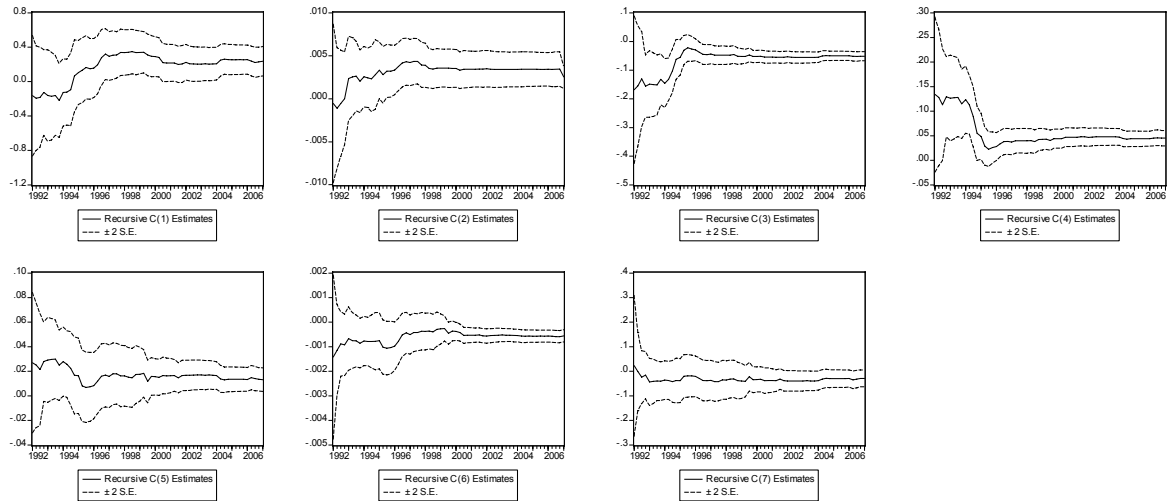 0.8
0.4
0.0
-0.4
-0.8
-1.2
1992 1994 1996 1998 2000 2002 2004 2006
Recursive C(1) Estimates
± 2 S.E.
.010
.005
.000
-.005
-.010
1992 1994 1996 1998 2000 2002 2004 2006
Recursive C(2) Estimates
± 2 S.E.
.1
.0
-.1
-.2
-.3
-.4
-.5
1992 1994 1996 1998 2000 2002 2004 2006
Recursive C(3) Estimates
± 2 S.E.
.30
.25
.20
.15
.10
.05
.00
-.05
1992 1994 1996 1998 2000 2002 2004 2006
Recursive C(4) Estimates
± 2 S.E.
.10
.08
.06
.04
.02
.00
-.02
-.04
1992 1994 1996 1998 2000 2002 2004 2006
Recursive C(5) Estimates
± 2 S.E.
.002
.001
.000
-.001
-.002
-.003
-.004
-.005
1992 1994 1996 1998 2000 2002 2004 2006
Recursive C(6) Estimates
± 2 S.E.
.4
.3
.2
.1
.0
-.1
-.2
-.3
1992 1994 1996 1998 2000 2002 2004 2006
Recursive C(7) Estimates
± 2 S.E.